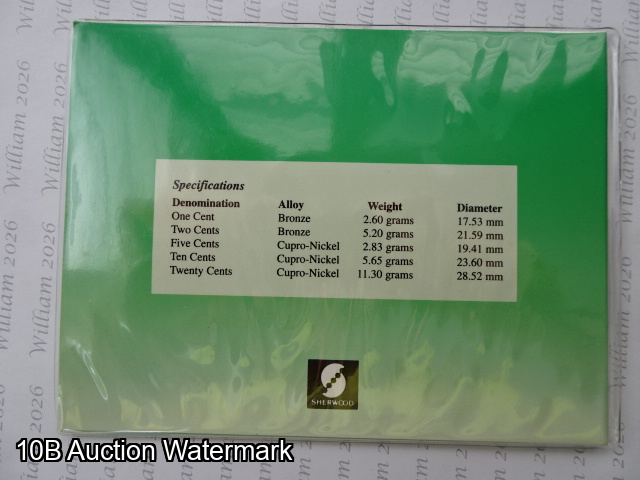 Specifications
Denomination Alloy Weight Diameter
One Cent Bronze 2.60 grams 17.53 mm
Two Cents Bronze 5.20 grams 21.59 mm
Five Cents Cupro-Nickel 2.83 grams 19.41 mm
Ten Cents Cupro-Nickel 5.65 grams 23.60 mm
Twenty Cents Cupro-Nickel 11.30 grams 28.52 mm
SHERWOOD
William 2026
10B Auction Watermark